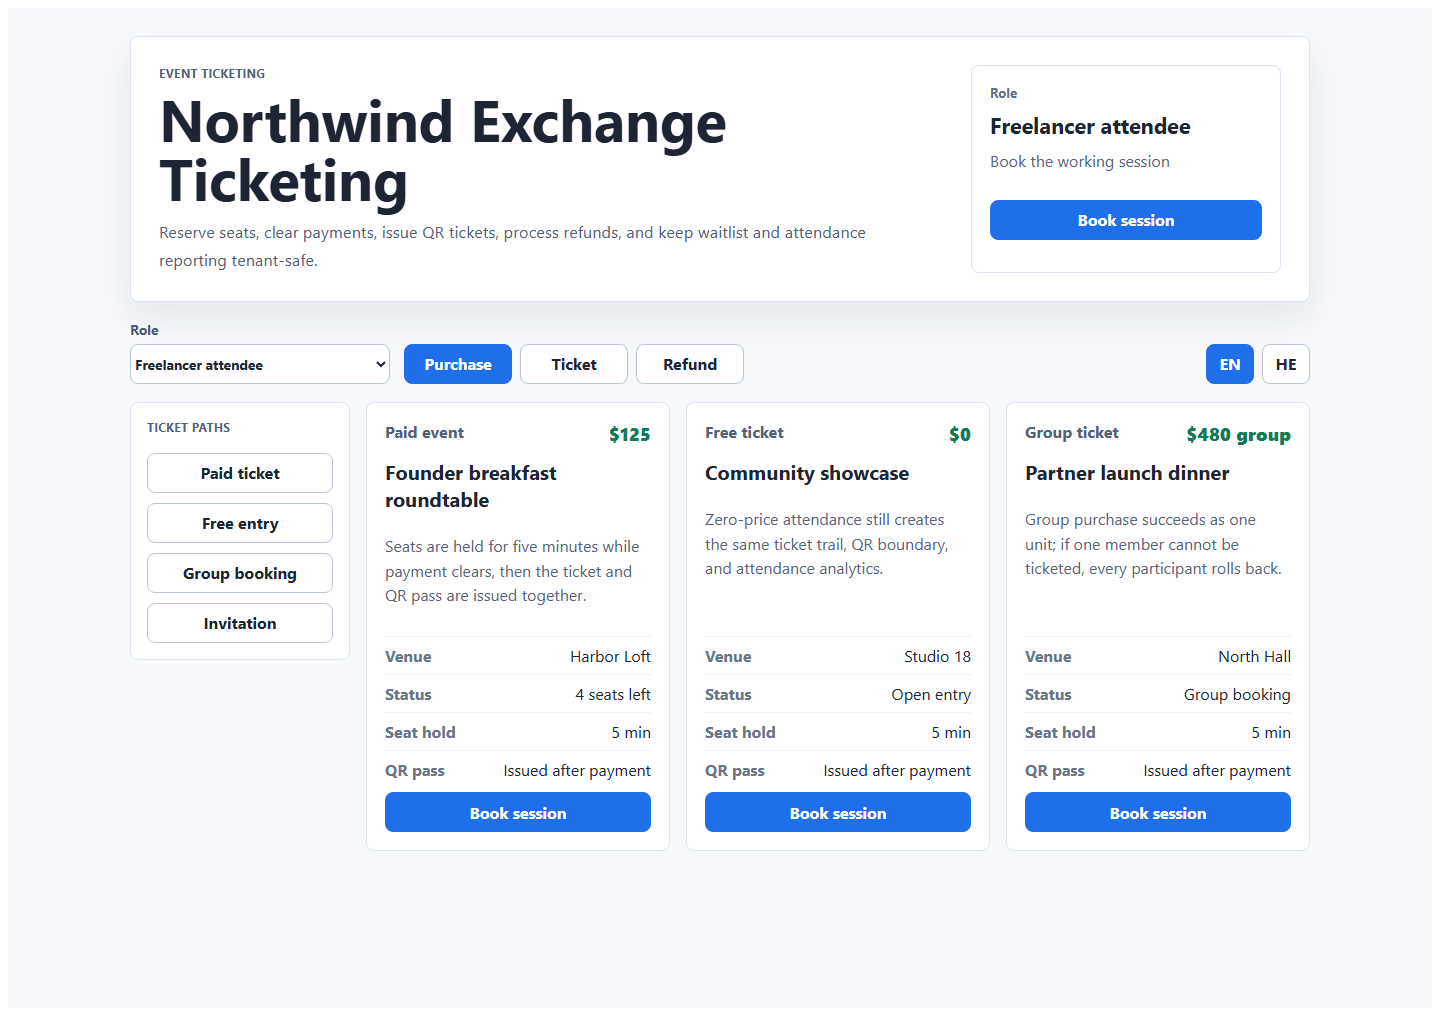 EVENT TICKETING
Northwind Exchange
Ticketing
Reserve seats, clear payments, issue QR tickets, process refunds, and keep waitlist and attendance
reporting tenant-safe.
Role
Freelancer attendee
Book the working session
Book session
Role
Freelancer attendee
Purchase
Ticket
Refund
EN
HE
TICKET PATHS
Paid ticket
Free entry
Group booking
Invitation
Paid event
$125
Founder breakfast
roundtable
Seats are held for five minutes while
payment clears, then the ticket and
QR pass are issued together.
Venue
Harbor Loft
Status
4 seats left
Seat hold
5 min
QR pass
Issued after payment
Book session
Free ticket
$0
Community showcase
Zero-price attendance still creates
the same ticket trail, QR boundary,
and attendance analytics.
Venue
Studio 18
Status
Open entry
Seat hold
5 min
QR pass
Issued after payment
Book session
Group ticket
$480 group
Partner launch dinner
Group purchase succeeds as one
unit; if one member cannot be
ticketed, every participant rolls back.
Venue
North Hall
Status
Group booking
Seat hold
5 min
QR pass
Issued after payment
Book session